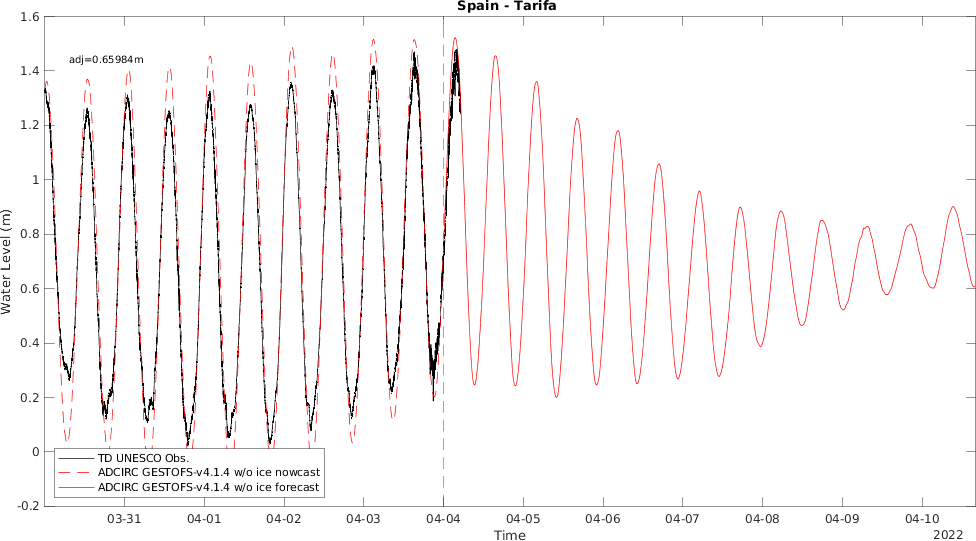 Spain - Tarifa
1.6
1.4
1.2
1
0.8
0.6
0.4
0.2
0
-0.2
Water Level (m)
adj=0.65984m
TD UNESCO Obs.
ADCIRC GESTOFS-v4.1.4 w/o ice nowcast
ADCIRC GESTOFS-v4.1.4 w/o ice forecast
03-31 04-01 04-02 04-03 04-04 04-05 04-06 04-07 04-08 04-09 04-10
Time
2022